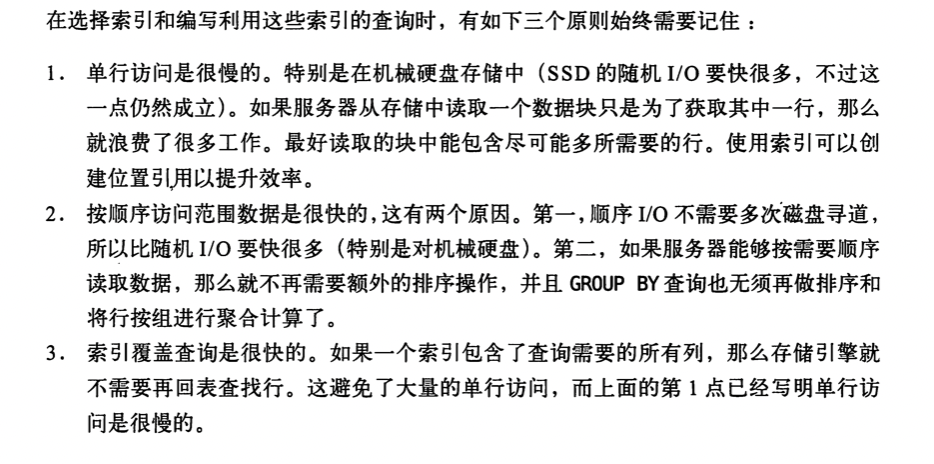 在选择索引和编写利用这些索引的查询时，有如下三个原则始终需要记住：
1. 单行访问是很慢的。特别是在机械硬盘存储中（SSD 的随机 I/O 要快很多，不过这
一点仍然成立）。如果服务器从存储中读取一个数据块只是为了获取其中一行，那么
就浪费了很多工作。最好读取的块中能包含尽可能多所需要的行。使用索引可以创
建位置引用以提升效率。
2. 按顺序访问范围数据是很快的，这有两个原因。第一，顺序 I/O 不需要多次磁盘寻道，
所以比随机 I/O 要快很多（特别是对机械硬盘）。第二，如果服务器能够按需要顺序
读取数据，那么就不再需要额外的排序操作，并且 GROUP BY 查询也无须再做排序和
将行按组进行聚合计算了。
3. 索引覆盖查询是很快的。如果一个索引包含了查询需要的所有列，那么存储引擎就
不需要再回表查找行。这避免了大量的单行访问，而上面的第 1 点已经写明单行访
问是很慢的。